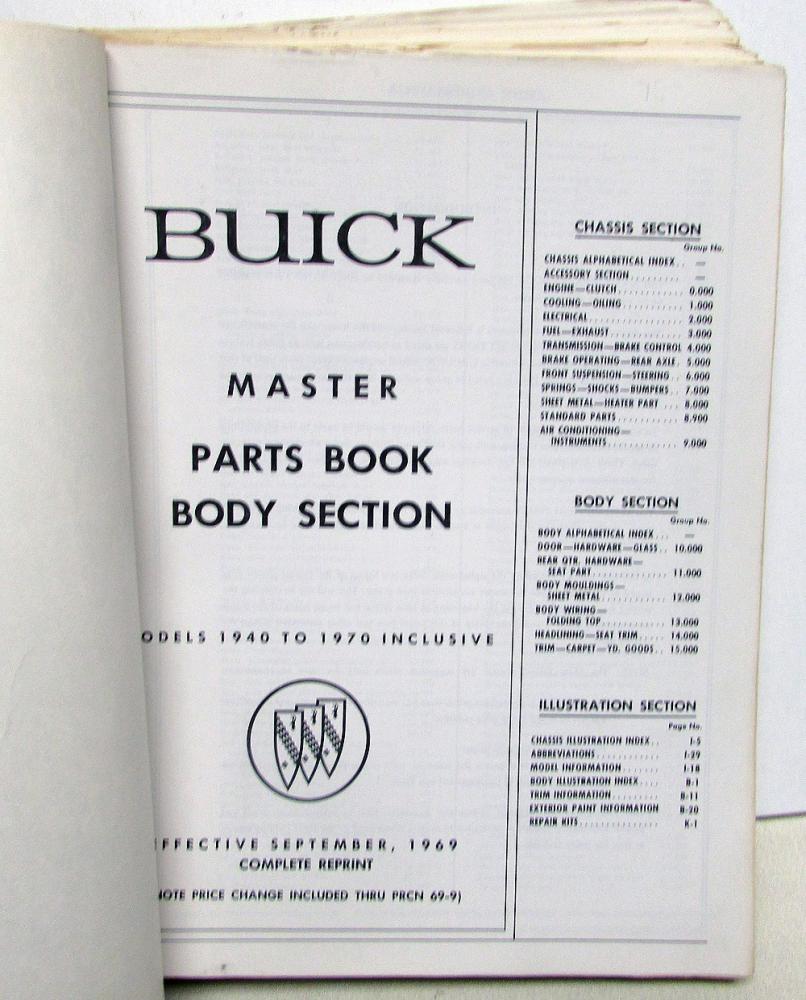 BUICK
MASTER
PARTS BOOK
BODY SECTION
ODELS 1940 TO 1970 INCLUSIVE
FFECTIVE SEPTEMBER, 1969
COMPLETE REPRINT
OTE PRICE CHANGE INCLUDED THRU PRCN 69-9)
CHASSIS SECTION
Group No.
CHASSIS ALPHABETICAL INDEX.. —
ACCESSORY SECTION......... —
ENGINE—CLUTCH............ 0.000
COOLING—OILING........... 1.000
ELECTRICAL................ 2.000
FUEL—EXHAUST............. 3.000
TRANSMISSION—BRAKE CONTROL 4.000
BRAKE OPERATING—REAR AXLE. 5.000
FRONT SUSPENSION—STEERING.. 6.000
SPRINGS—SHOCKS—BUMPERS.. 7.000
SHEET METAL—HEATER PART ... 8.000
STANDARD PARTS........... 8.900
AIR CONDITIONING—
INSTRUMENTS............. 9.000
BODY SECTION
Group No.
BODY ALPHABETICAL INDEX... —
DOOR—HARDWARE—GLASS.. 10.000
REAR QTR. HARDWARE—
SEAT PART.............. 11.000
BODY MOULDINGS—
SHEET METAL............ 12.000
BODY WIRING—
FOLDING TOP............ 13.000
HEADLINING—SEAT TRIM..... 14.000
TRIM—CARPET—YD. GOODS.. 15.000
ILLUSTRATION SECTION
Page No.
CHASSIS ILLUSTRATION INDEX.. I-5
ABBREVIATIONS............ I-29
MODEL INFORMATION....... I-18
BODY ILLUSTRATION INDEX.... B-1
TRIM INFORMATION......... B-11
EXTERIOR PAINT INFORMATION B-20
REPAIR KITS............... K-1